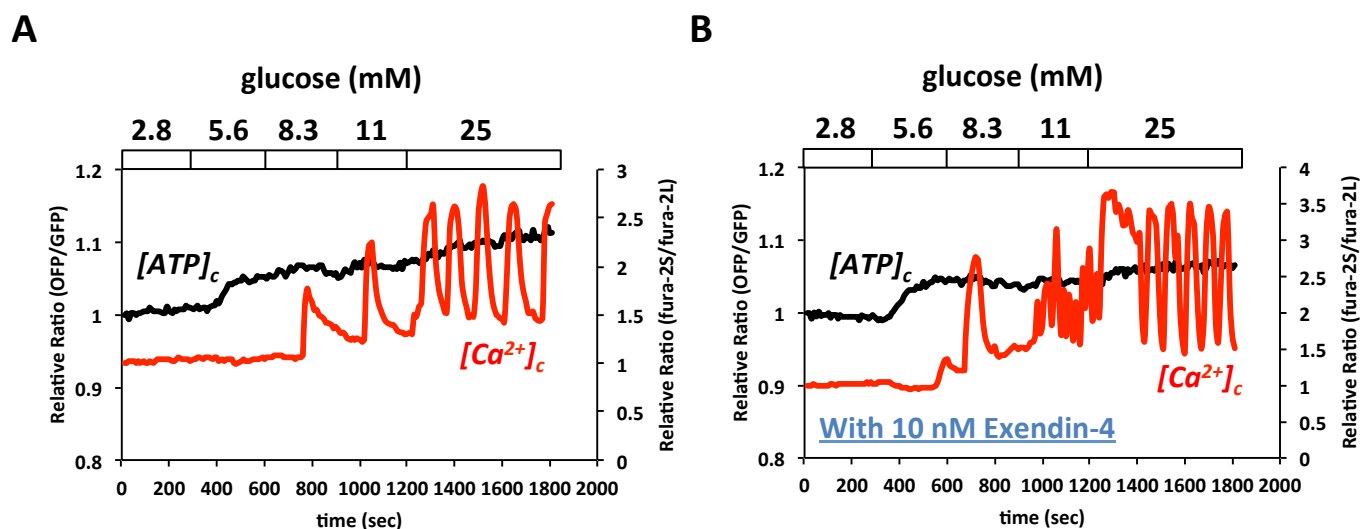 A
glucose (mM)
2.8 5.6 8.3 11 25
Relative Ratio (OFP/GFP)
1.2
1.1
1
0.9
0.8
[ATP]c
[Ca2+]c
3
2.5
2
1.5
1
0.5
0
Relative Ratio (fura-2S/fura-2L)
0 200 400 600 800 1000 1200 1400 1600 1800 2000
time (sec)
B
glucose (mM)
2.8 5.6 8.3 11 25
Relative Ratio (OFP/GFP)
1.2
1.1
1
0.9
0.8
[ATP]c
[Ca2+]c
With 10 nM Exendin-4
4
3.5
3
2.5
2
1.5
1
0.5
0
Relative Ratio (fura-2S/fura-2L)
0 200 400 600 800 1000 1200 1400 1600 1800 2000
time (sec)